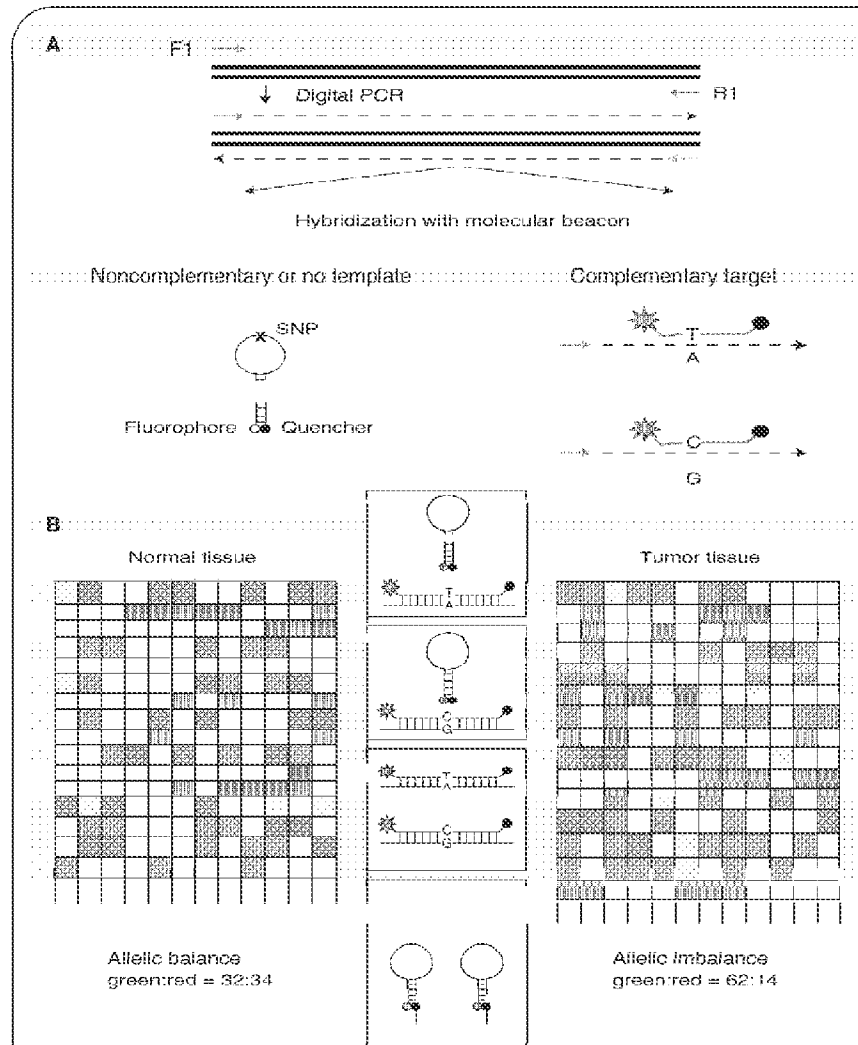 A
F1
Digital PCR
R1
Hybridization with molecular beacon
Noncomplementary or no template
Complementary target
SNP
T
A
Fluorophore
Quencher
C
G
B
Normal tissue
Tumor tissue
T
A
C
G
T
A
C
G
Allelic balance
green:red = 32:34
Allelic imbalance
green:red = 62:14